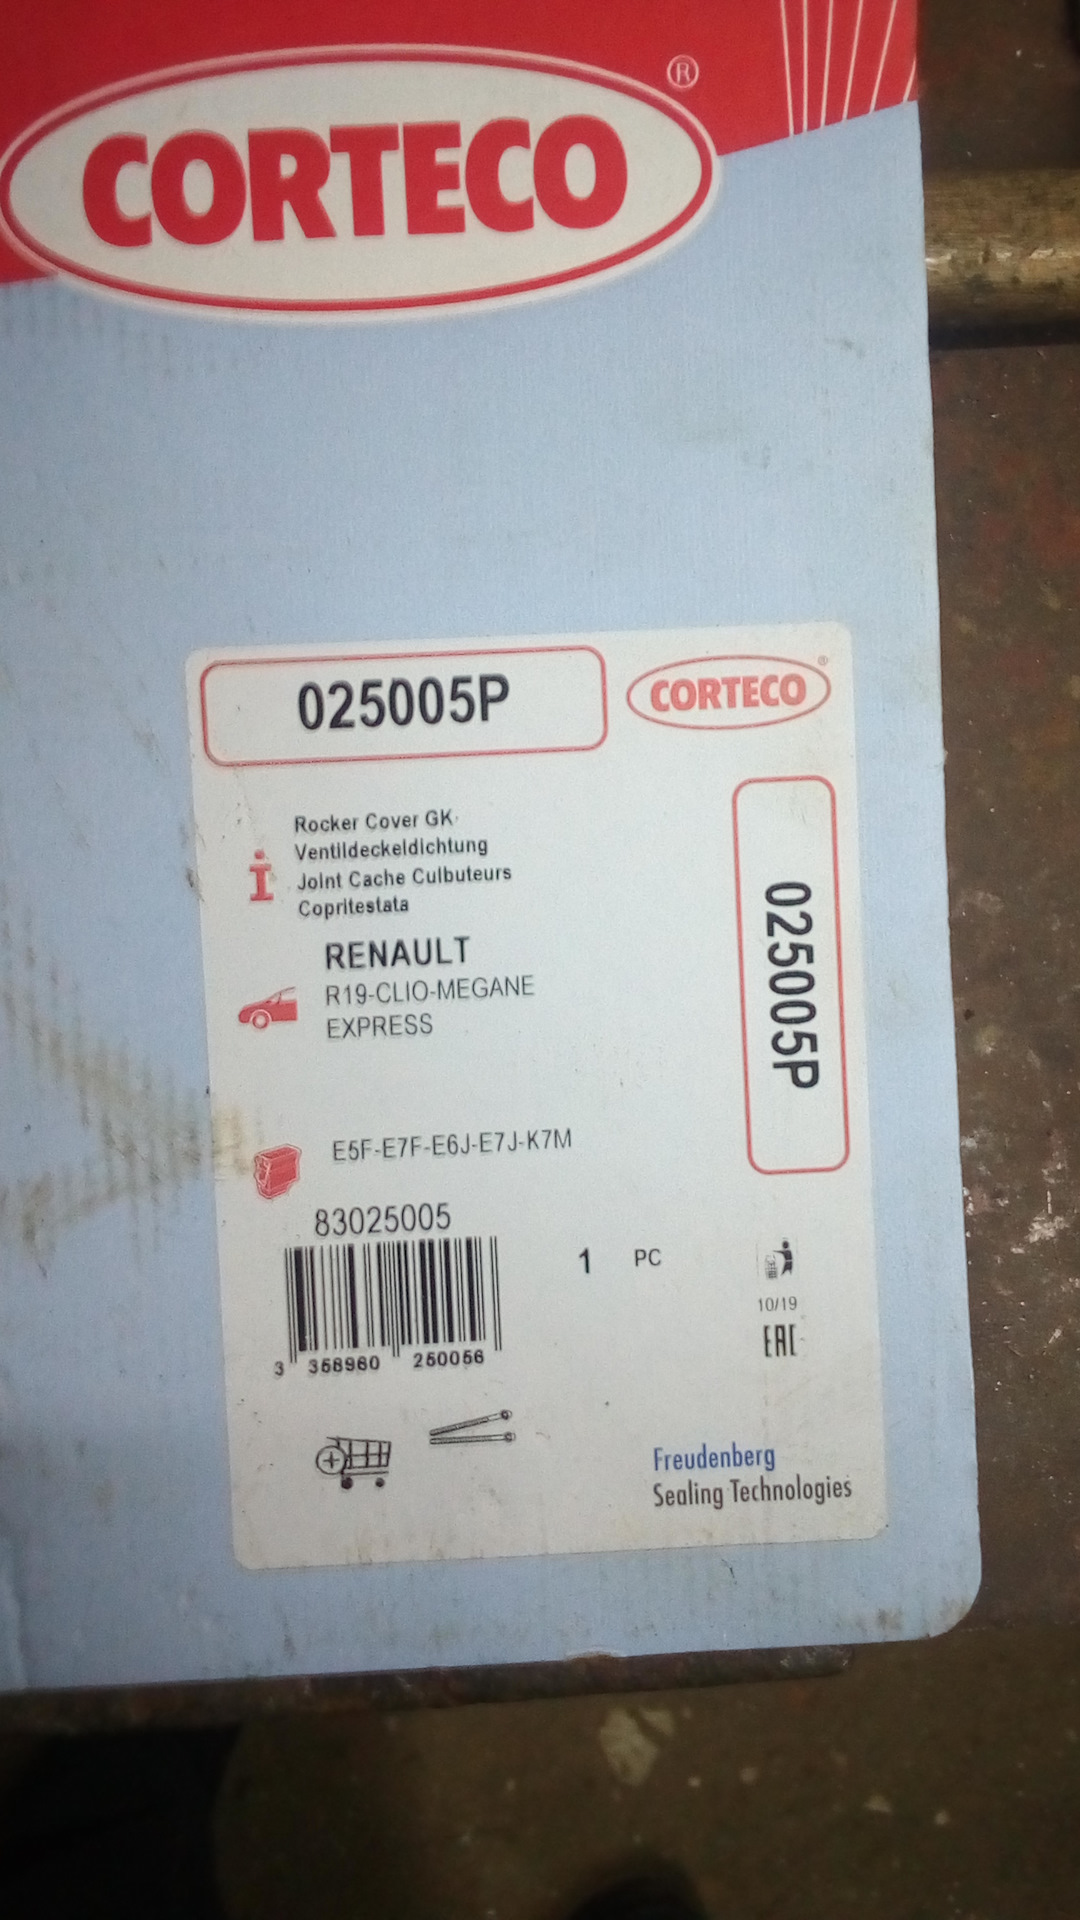 CORTECO®
025005P
CORTECO®
Rocker Cover GK
Ventildeckeldichtung
Joint Cache Culbuteurs
Copritestata
RENAULT
R19-CLIO-MEGANE
EXPRESS
025005P
E5F-E7F-E6J-E7J-K7M
83025005
1 PC
10/19
EAC
3 358960 250056
Freudenberg
Sealing Technologies